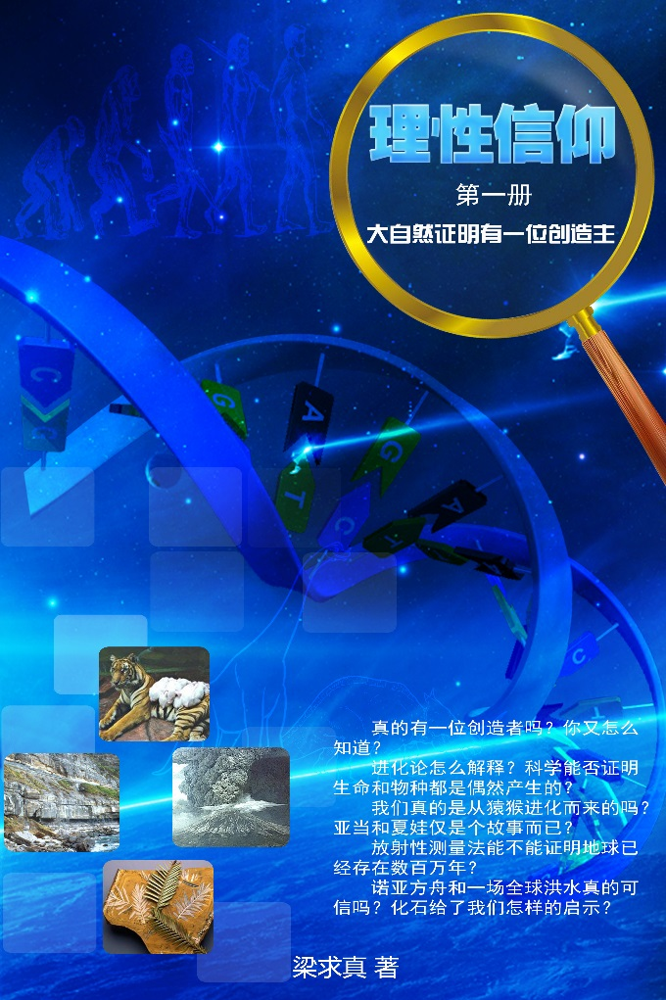 理性信仰
第一册
大自然证明有一位创造主
C
G
A
G
T
C
A
T
C
真的有一位创造者吗？你又怎么
知道？
进化论怎么解释？科学能否证明
生命和物种都是偶然产生的？
我们真的是从猿猴进化而来的吗？
亚当和夏娃仅是个故事而已？
放射性测量法能不能证明地球已
经存在数百万年？
诺亚方舟和一场全球洪水真的可
信吗？化石给了我们怎样的启示？
梁求真 著